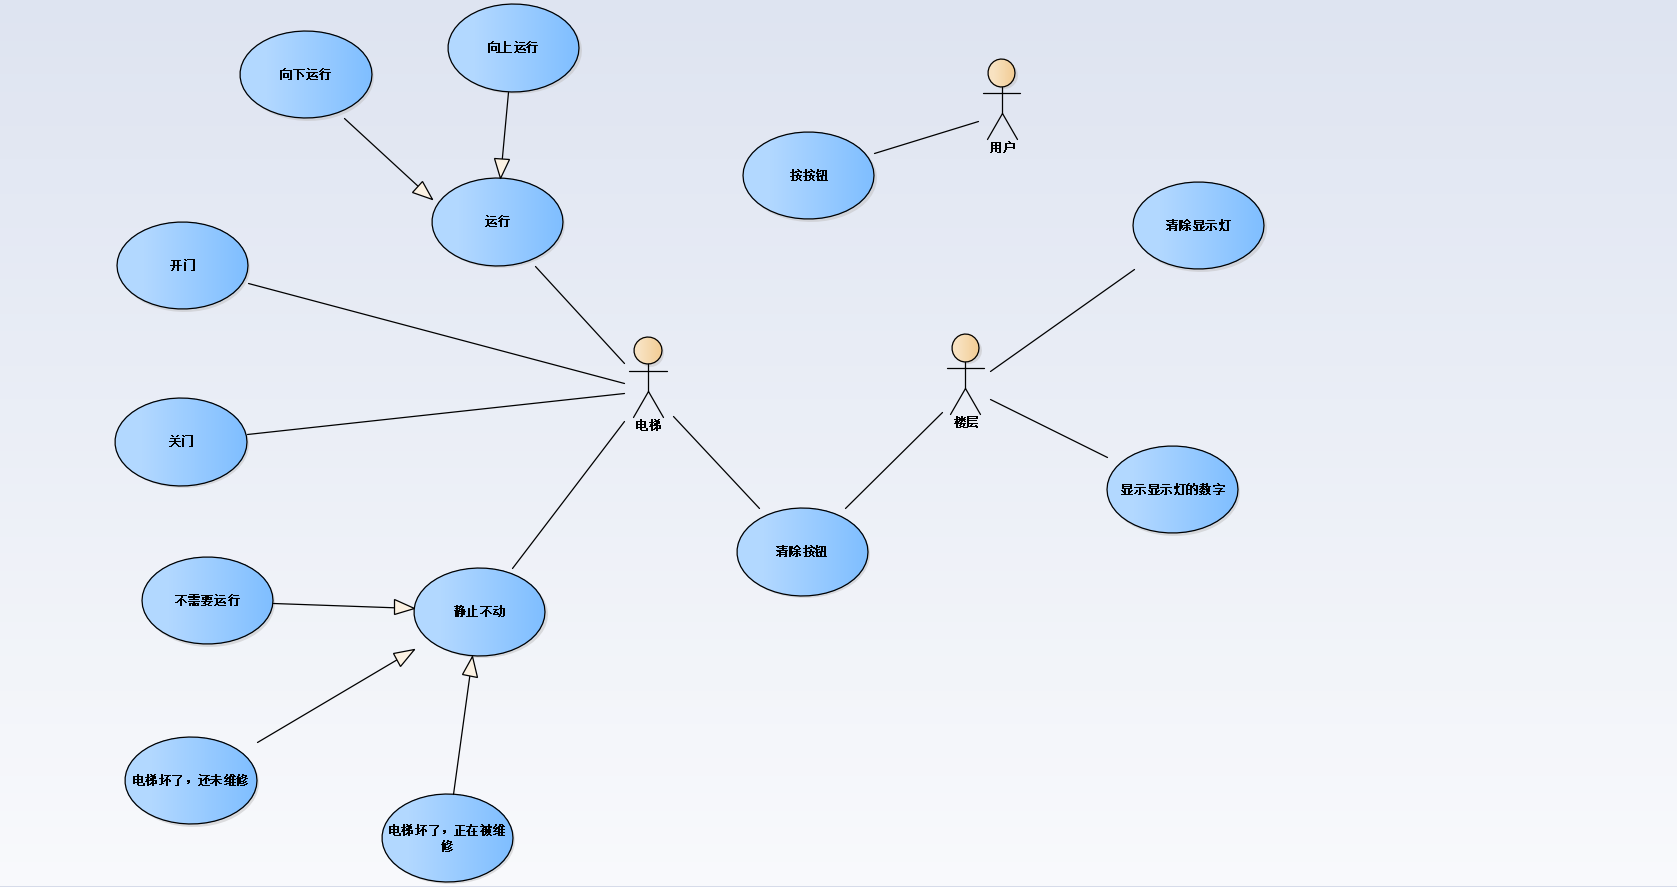 向上运行
向下运行
用户
按按钮
运行
清除显示灯
开门
电梯
楼层
关门
显示显示灯的数字
清除按钮
不需要运行
静止不动
电梯坏了，还未维修
电梯坏了，正在被维
修